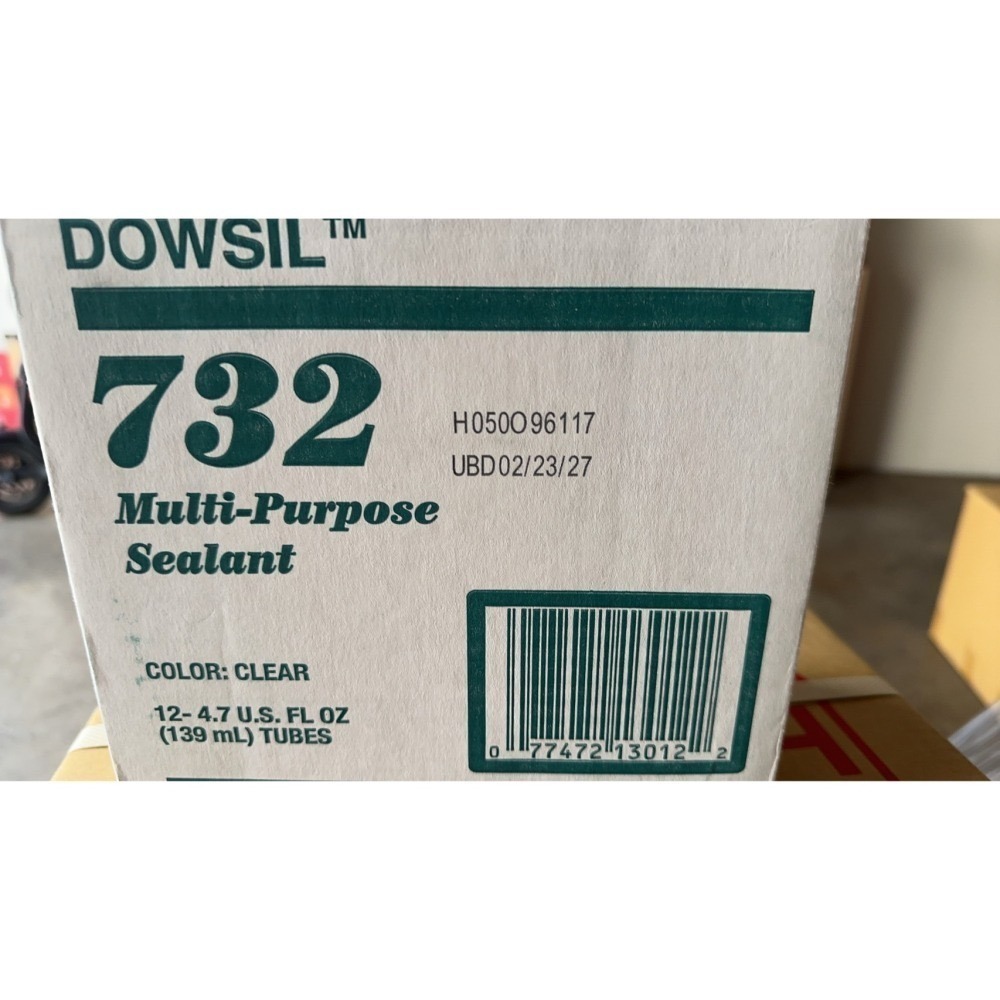 DOWSIL™
732
H050O96117
UBD02/23/27
Multi-Purpose
Sealant
COLOR: CLEAR
12- 4.7 U.S. FL OZ
(139 mL) TUBES
0 77472 13012 2